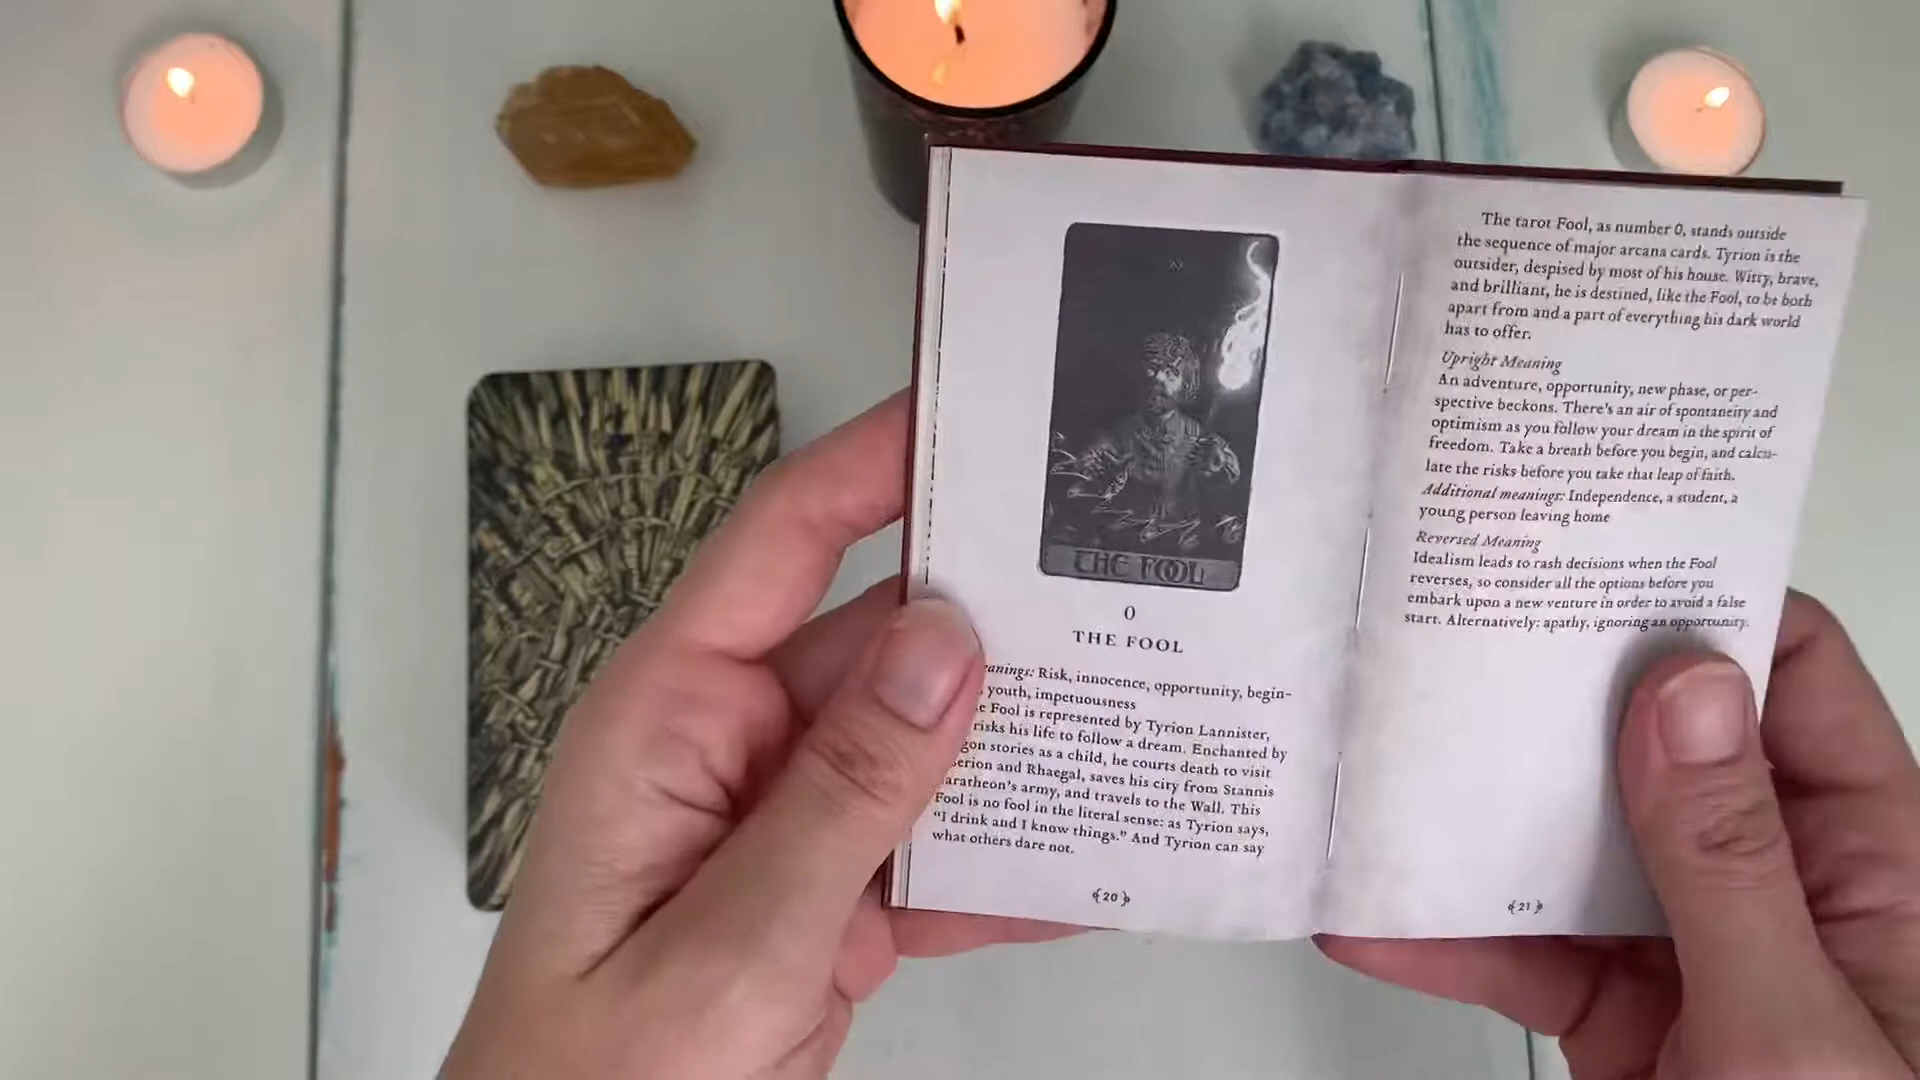 THE FOOL
0
THE FOOL
eanings: Risk, innocence, opportunity, begin-
, youth, impetuousness
e Fool is represented by Tyrion Lannister,
risks his life to follow a dream. Enchanted by
gon stories as a child, he courts death to visit
serion and Rhaegal, saves his city from Stannis
aratheon's army, and travels to the Wall. This
Fool is no fool in the literal sense: as Tyrion says,
"I drink and I know things." And Tyrion can say
what others dare not.
20
The tarot Fool, as number 0, stands outside
the sequence of major arcana cards. Tyrion is the
outsider, despised by most of his house. Witty, brave,
and brilliant, he is destined, like the Fool, to be both
apart from and a part of everything his dark world
has to offer.
Upright Meaning
An adventure, opportunity, new phase, or per-
spective beckons. There's an air of spontaneity and
optimism as you follow your dream in the spirit of
freedom. Take a breath before you begin, and calcu-
late the risks before you take that leap of faith.
Additional meanings: Independence, a student, a
young person leaving home
Reversed Meaning
Idealism leads to rash decisions when the Fool
reverses, so consider all the options before you
embark upon a new venture in order to avoid a false
start. Alternatively: apathy, ignoring an opportunity.
21